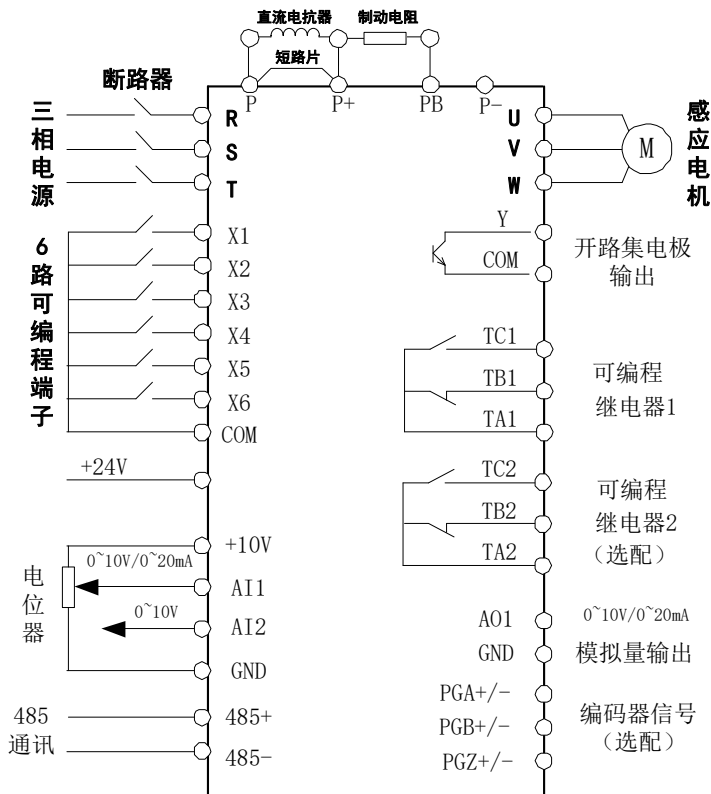 直流电抗器
制动电阻
短路片
断路器
P
P+
PB
P-
三相电源
R
S
T
U
V
W
M
感应电机
6路可编程端子
X1
X2
X3
X4
X5
X6
COM
+24V
Y
COM
开路集电极
输出
TC1
TB1
TA1
可编程
继电器1
TC2
TB2
TA2
可编程
继电器2
（选配）
电位器
+10V
0~10V/0~20mA
AI1
0~10V
AI2
GND
AO1
0~10V/0~20mA
GND
模拟量输出
485
通讯
485+
485-
PGA+/-
PGB+/-
PGZ+/-
编码器信号
（选配）